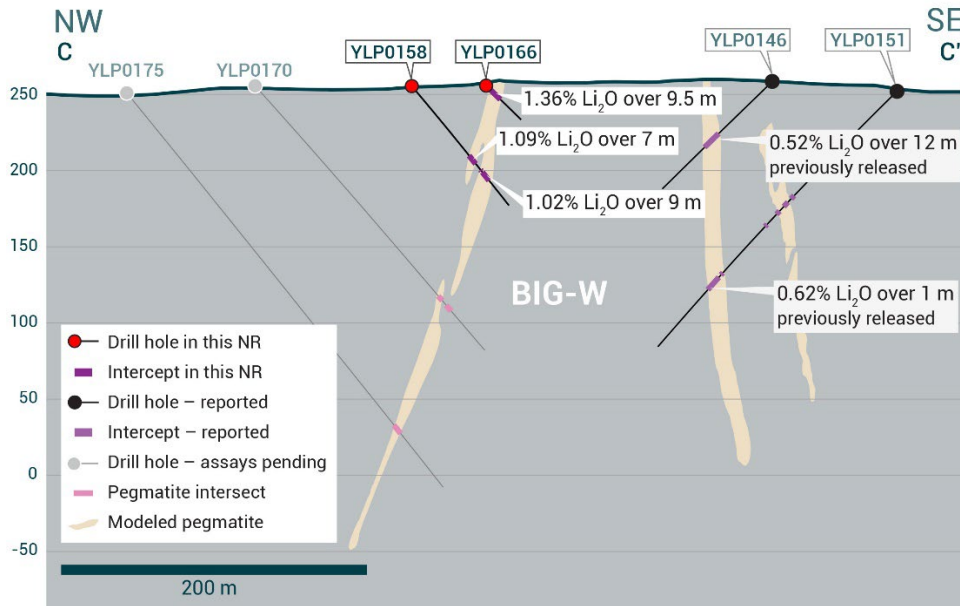 NW
SE
C
C'
YLP0175
YLP0170
YLP0158
YLP0166
YLP0146
YLP0151
250
200
150
100
50
0
-50
1.36% Li₂O over 9.5 m
1.09% Li₂O over 7 m
1.02% Li₂O over 9 m
0.52% Li₂O over 12 m
previously released
0.62% Li₂O over 1 m
previously released
BIG-W
Drill hole in this NR
Intercept in this NR
Drill hole – reported
Intercept – reported
Drill hole – assays pending
Pegmatite intersect
Modeled pegmatite
200 m